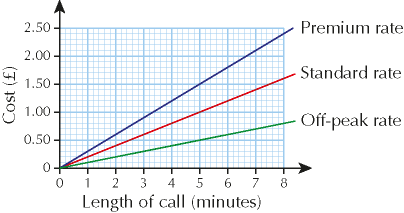 2.50
2.00
1.50
1.00
0.50
0
Cost (£)
Premium rate
Standard rate
Off-peak rate
0 1 2 3 4 5 6 7 8
Length of call (minutes)